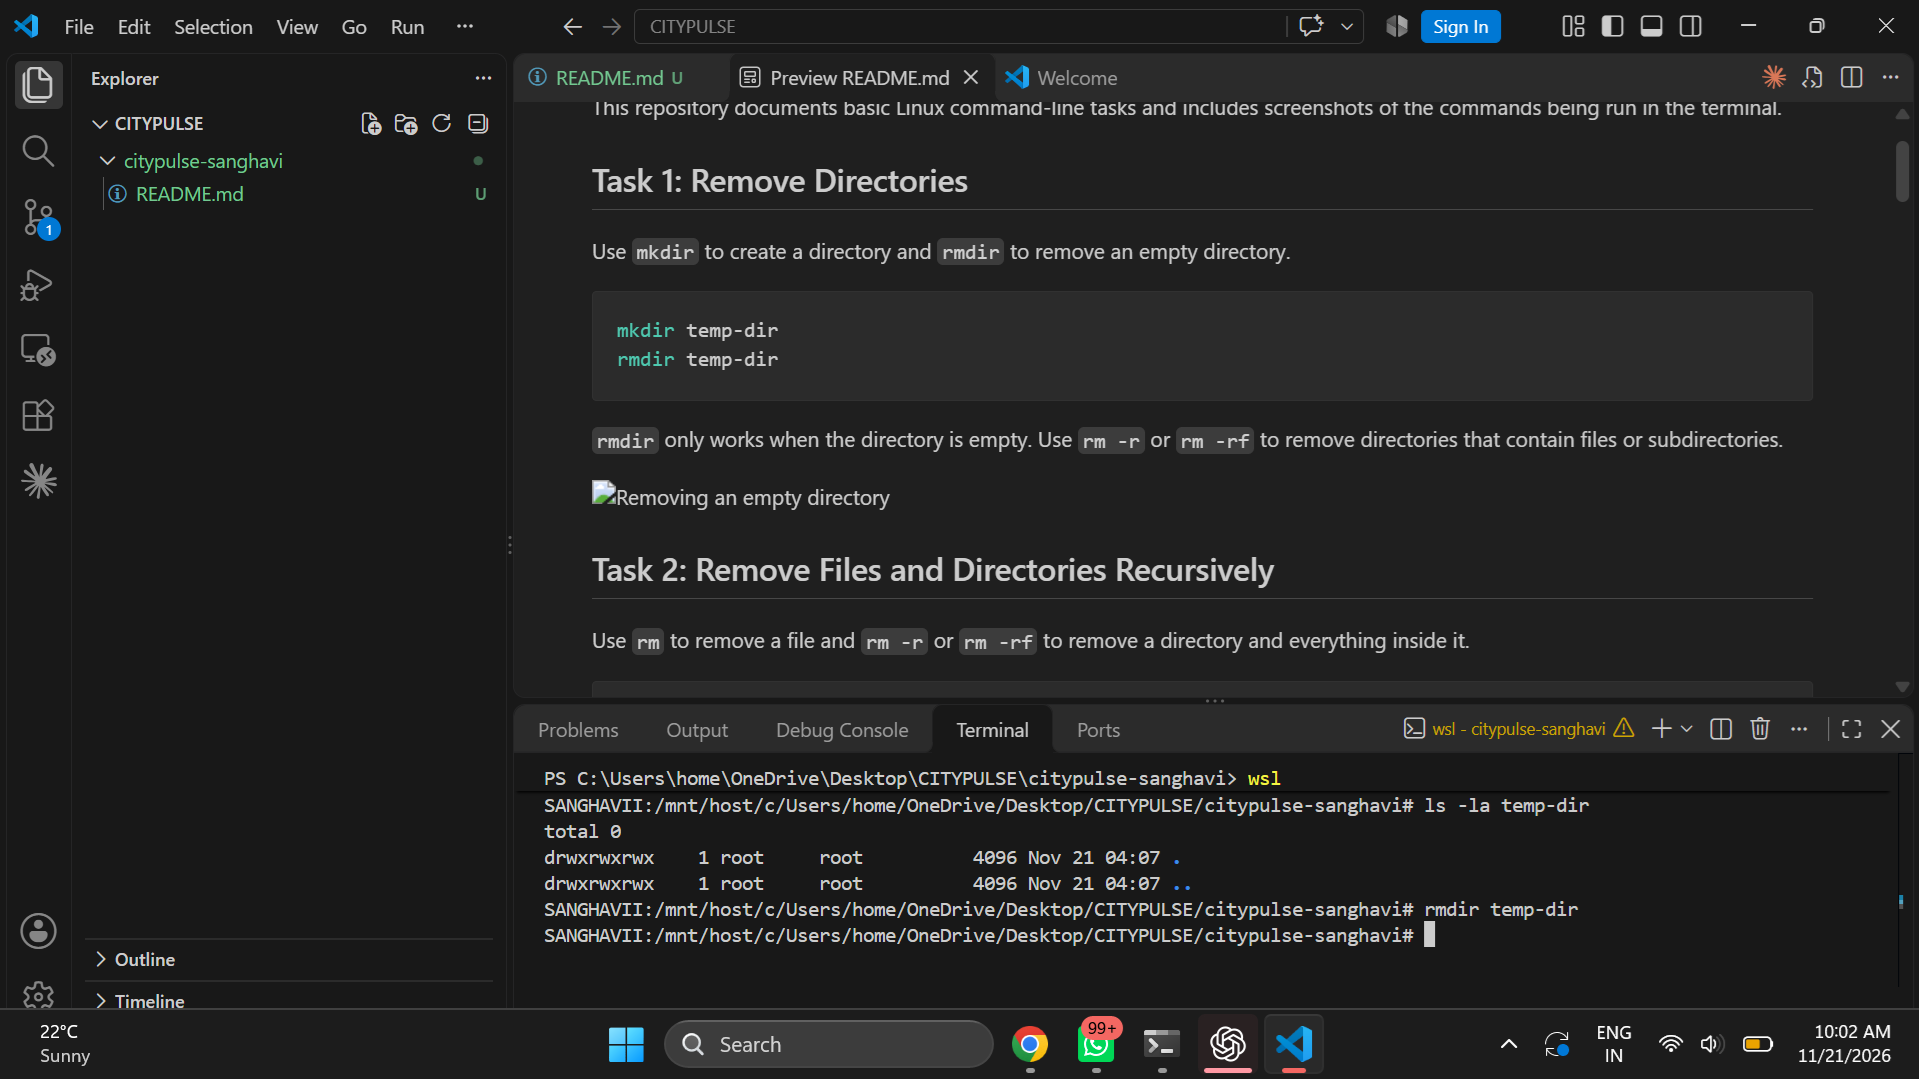 File Edit Selection View Go Run ···
CITYPULSE
Sign In
Explorer
CITYPULSE
citypulse-sanghavi
README.md U
1
Outline
Timeline
README.md U
Preview README.md
Welcome
This repository documents basic Linux command-line tasks and includes screenshots of the commands being run in the terminal.
Task 1: Remove Directories
Use mkdir to create a directory and rmdir to remove an empty directory.
mkdir temp-dir
rmdir temp-dir
rmdir only works when the directory is empty. Use rm -r or rm -rf to remove directories that contain files or subdirectories.
Removing an empty directory
Task 2: Remove Files and Directories Recursively
Use rm to remove a file and rm -r or rm -rf to remove a directory and everything inside it.
Problems Output Debug Console Terminal Ports
wsl - citypulse-sanghavi
PS C:\Users\home\OneDrive\Desktop\CITYPULSE\citypulse-sanghavi> wsl
SANGHAVII:/mnt/host/c/Users/home/OneDrive/Desktop/CITYPULSE/citypulse-sanghavi# ls -la temp-dir
total 0
drwxrwxrwx    1 root     root          4096 Nov 21 04:07 .
drwxrwxrwx    1 root     root          4096 Nov 21 04:07 ..
SANGHAVII:/mnt/host/c/Users/home/OneDrive/Desktop/CITYPULSE/citypulse-sanghavi# rmdir temp-dir
SANGHAVII:/mnt/host/c/Users/home/OneDrive/Desktop/CITYPULSE/citypulse-sanghavi#
22°C
Sunny
Search
99+
ENG
IN
10:02 AM
11/21/2026